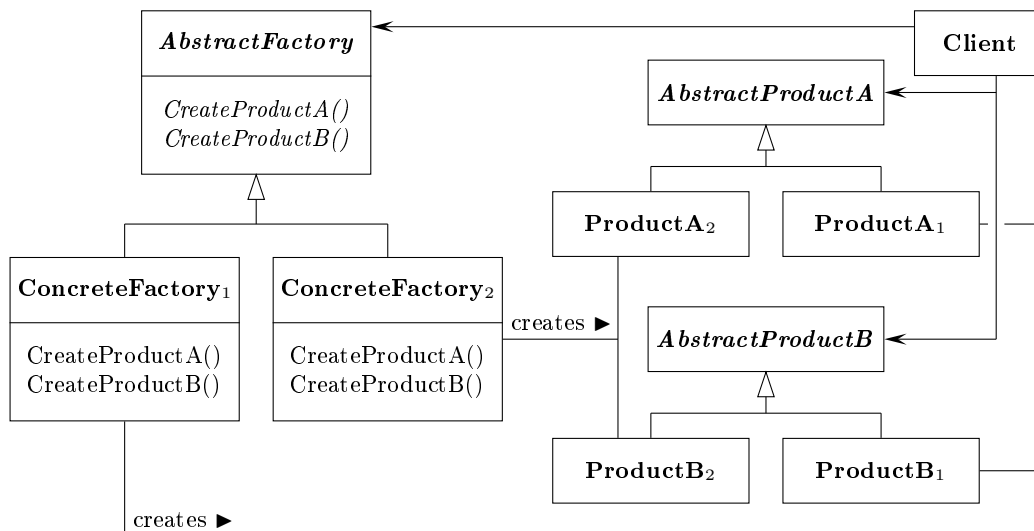 AbstractFactory
Client
CreateProductA()
CreateProductB()
AbstractProductA
ProductA₂
ProductA₁
ConcreteFactory₁
ConcreteFactory₂
CreateProductA()
CreateProductB()
CreateProductA()
CreateProductB()
creates ►
AbstractProductB
ProductB₂
ProductB₁
creates ►